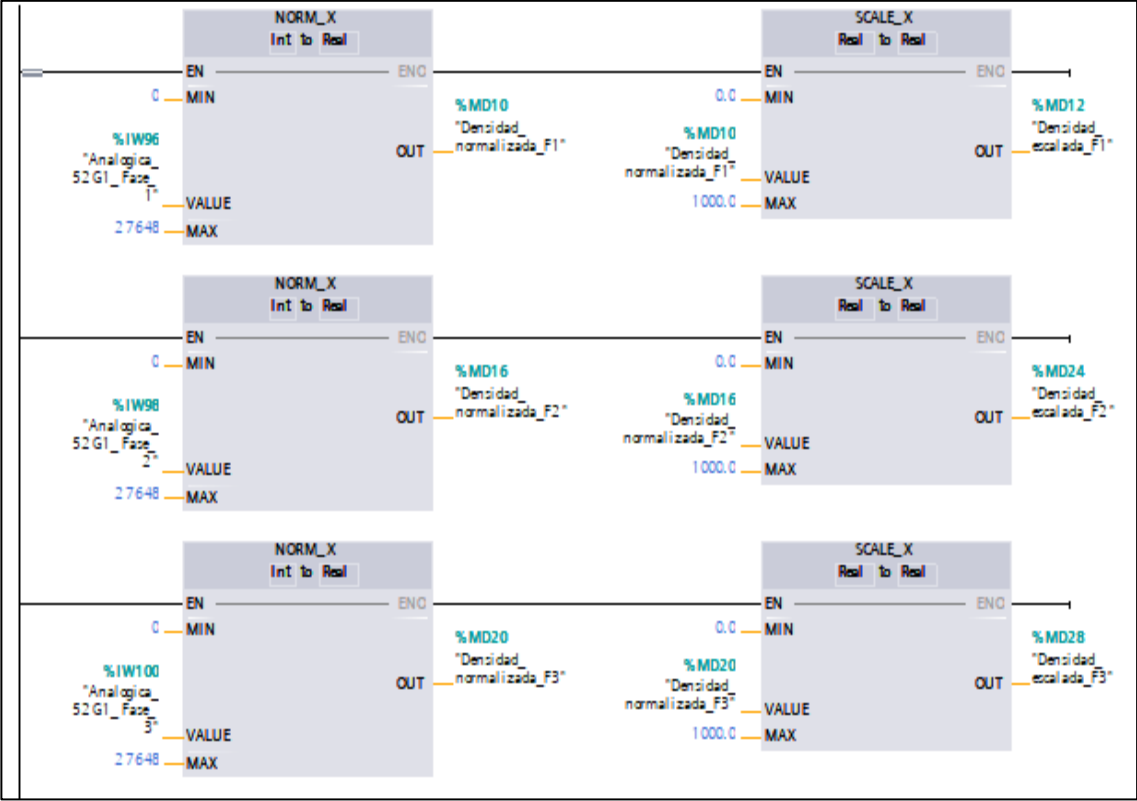 NORM_X
Int to Real
EN
ENO
0
MIN
%IW96
"Analogica_
52G1_Fase_
1"
VALUE
27648
MAX
OUT
%MD10
"Densidad_
normalizada_F1"
SCALE_X
Real to Real
EN
ENO
0.0
MIN
%MD10
"Densidad_
normalizada_F1"
VALUE
1000.0
MAX
OUT
%MD12
"Densidad_
escalada_F1"
NORM_X
Int to Real
EN
ENO
0
MIN
%IW98
"Analogica_
52G1_Fase_
2"
VALUE
27648
MAX
OUT
%MD16
"Densidad_
normalizada_F2"
SCALE_X
Real to Real
EN
ENO
0.0
MIN
%MD16
"Densidad_
normalizada_F2"
VALUE
1000.0
MAX
OUT
%MD24
"Densidad_
escalada_F2"
NORM_X
Int to Real
EN
ENO
0
MIN
%IW100
"Analogica_
52G1_Fase_
3"
VALUE
27648
MAX
OUT
%MD20
"Densidad_
normalizada_F3"
SCALE_X
Real to Real
EN
ENO
0.0
MIN
%MD20
"Densidad_
normalizada_F3"
VALUE
1000.0
MAX
OUT
%MD28
"Densidad_
escalada_F3"